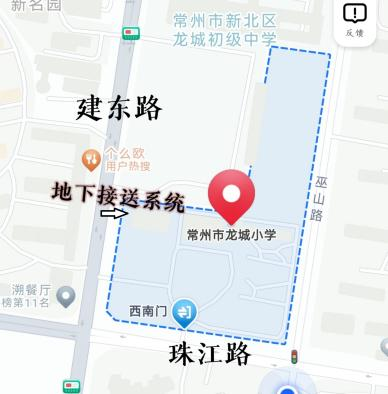 新名园
常州市新北区
龙城初级中学
反馈
建东路
个么欧
用户热搜
巫山路
地下接送系统
常州市龙城小学
溯餐厅
榜第11名
西南门
珠江路